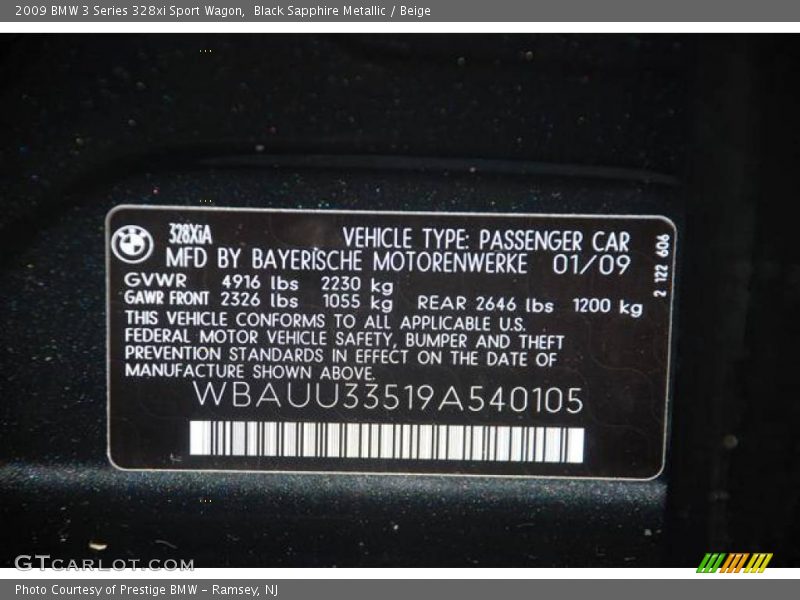 2009 BMW 3 Series 328xi Sport Wagon,  Black Sapphire Metallic / Beige
BMW
328XiA
VEHICLE TYPE: PASSENGER CAR
MFD BY BAYERISCHE MOTORENWERKE 01/09
GVWR 4916 lbs 2230 kg
GAWR FRONT 2326 lbs 1055 kg REAR 2646 lbs 1200 kg
THIS VEHICLE CONFORMS TO ALL APPLICABLE U.S.
FEDERAL MOTOR VEHICLE SAFETY, BUMPER AND THEFT
PREVENTION STANDARDS IN EFFECT ON THE DATE OF
MANUFACTURE SHOWN ABOVE.
WBAUU33519A540105
2 122 606
GTCARLOT.COM
Photo Courtesy of Prestige BMW - Ramsey, NJ